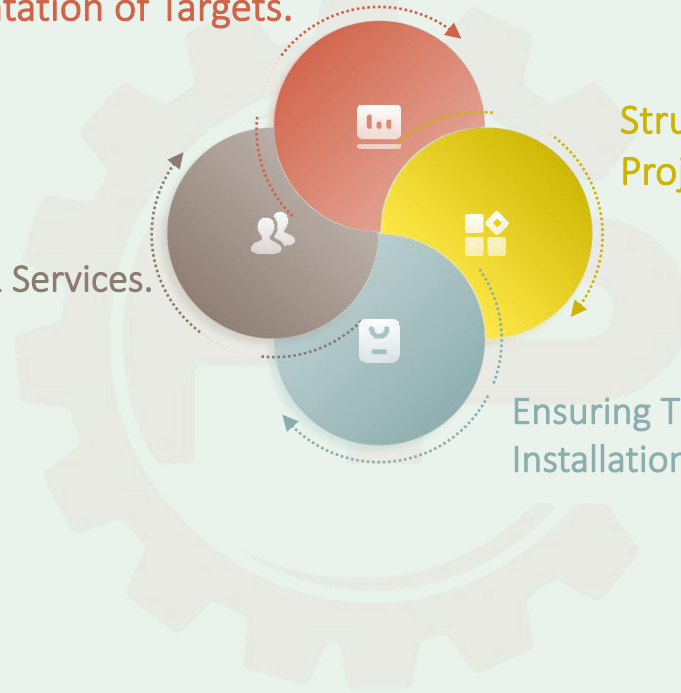 tation of Targets.
Stru
Proj
Services.
Ensuring T
Installation